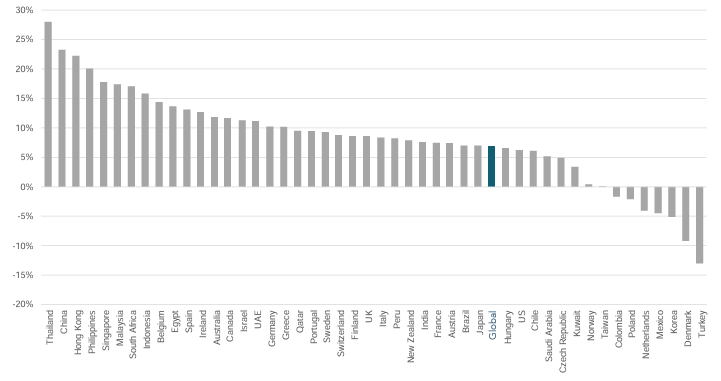 30%
25%
20%
15%
10%
5%
0%
-5%
-10%
-15%
-20%
Thailand
China
Hong Kong
Philippines
Singapore
Malaysia
South Africa
Indonesia
Belgium
Egypt
Spain
Ireland
Australia
Canada
Israel
UAE
Germany
Greece
Qatar
Portugal
Sweden
Switzerland
Finland
UK
Italy
Peru
New Zealand
India
France
Austria
Brazil
Japan
Global
Hungary
US
Chile
Saudi Arabia
Czech Republic
Kuwait
Norway
Taiwan
Colombia
Poland
Netherlands
Mexico
Korea
Denmark
Turkey